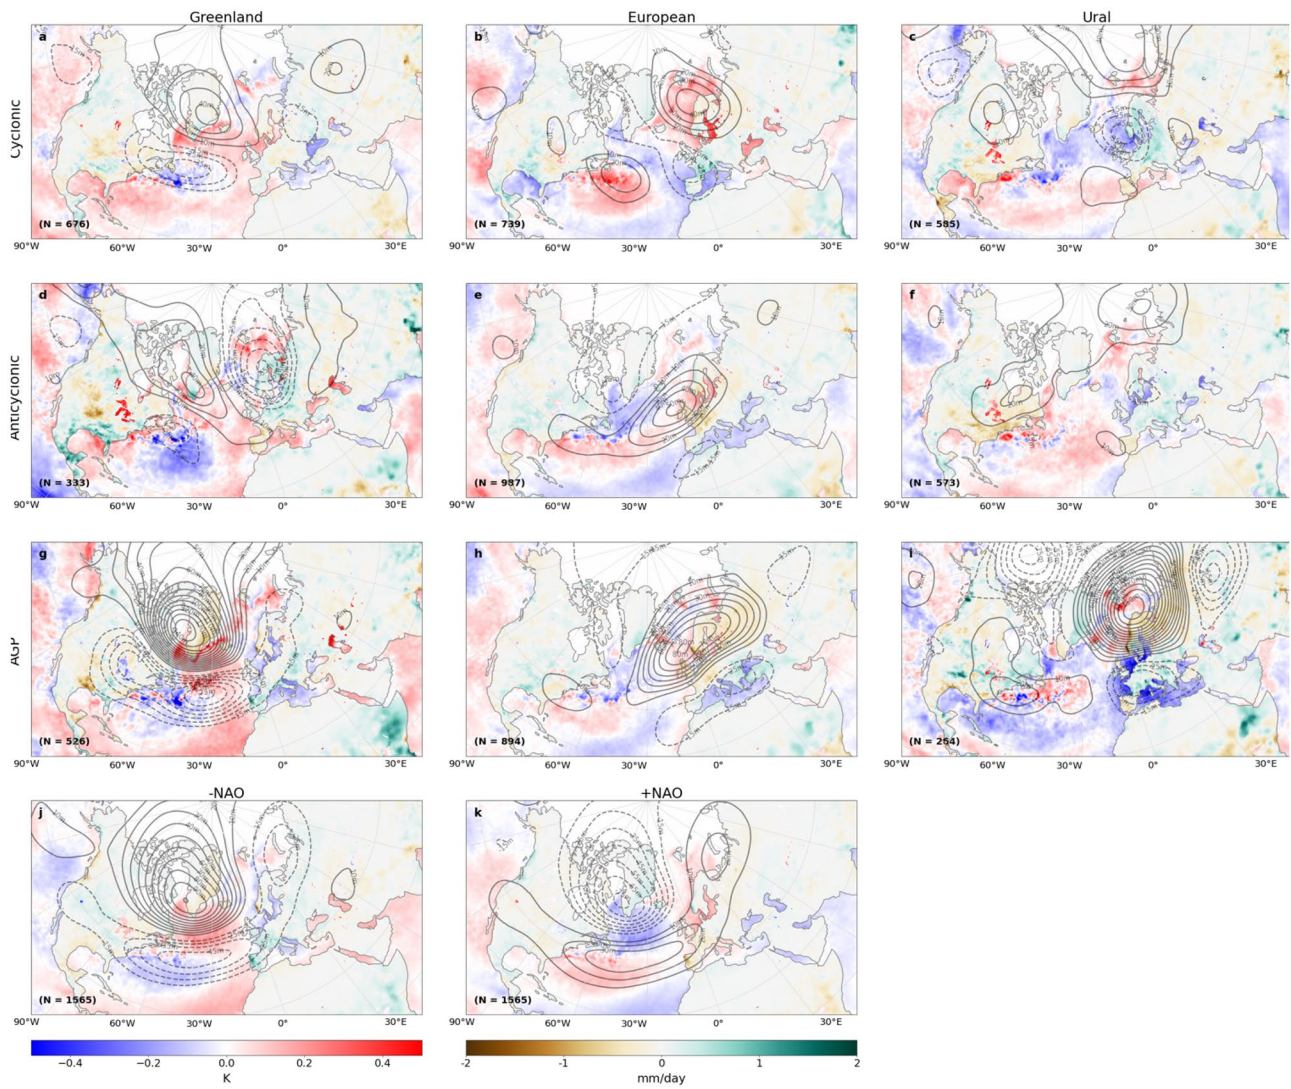 Greenland
European
Ural
Cyclonic
a
(N = 676)
b
(N = 739)
c
(N = 585)
90°W 60°W 30°W 0° 30°E
90°W 60°W 30°W 0° 30°E
90°W 60°W 30°W 0° 30°E
Anticycionic
d
(N = 333)
e
(N = 987)
f
(N = 573)
90°W 60°W 30°W 0° 30°E
90°W 60°W 30°W 0° 30°E
90°W 60°W 30°W 0° 30°E
g
(N = 526)
h
(N = 894)
i
(N = 254)
90°W 60°W 30°W 0° 30°E
90°W 60°W 30°W 0° 30°E
90°W 60°W 30°W 0° 30°E
-NAO
+NAO
j
(N = 1565)
k
(N = 1565)
90°W 60°W 30°W 0° 30°E
90°W 60°W 30°W 0° 30°E
−0.4 −0.2 0.0 0.2 0.4
K
-2 -1 0 1 2
mm/day